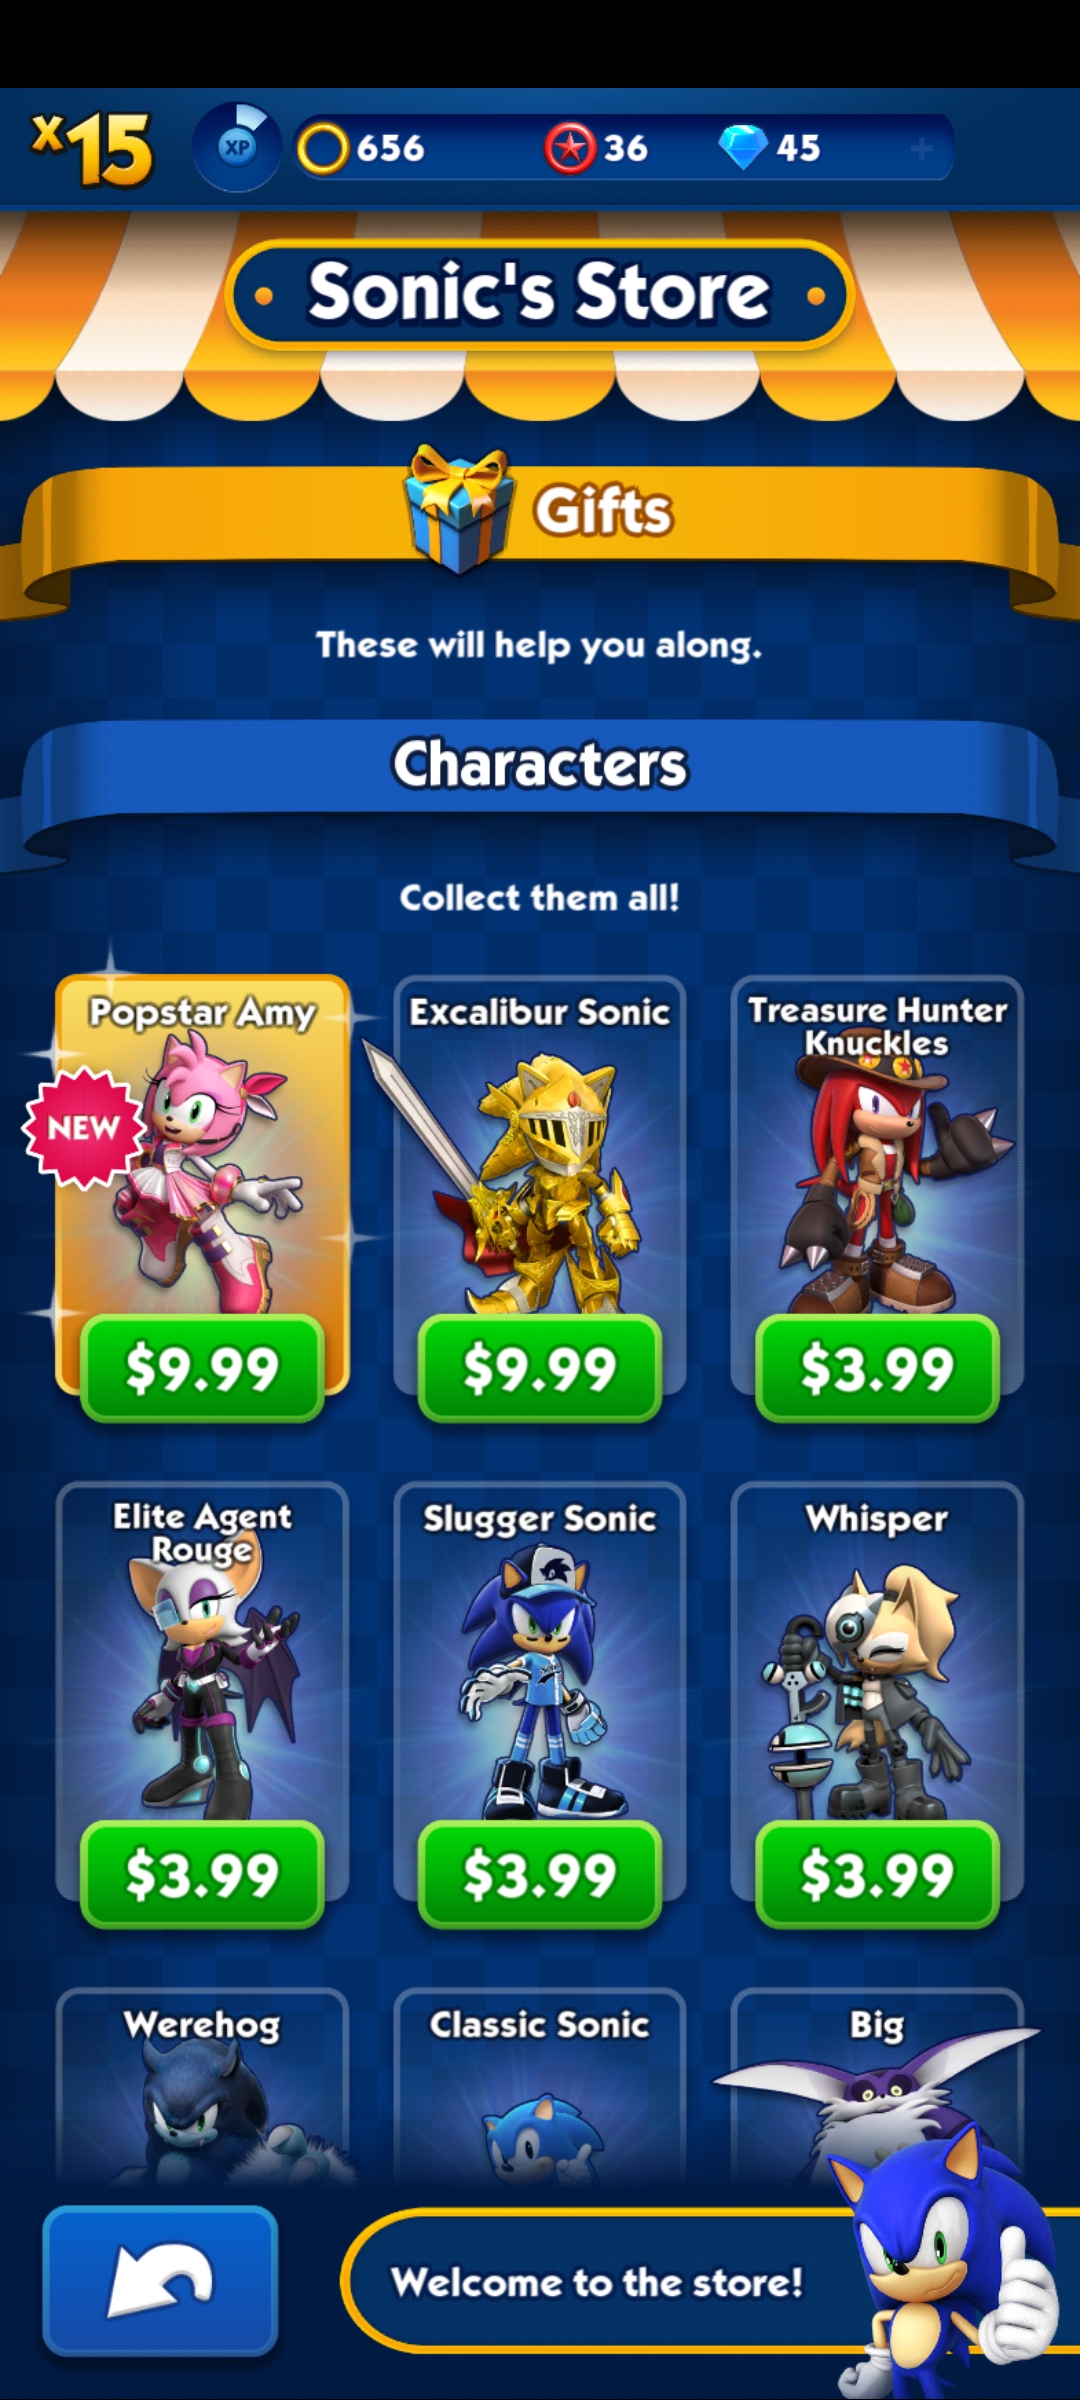 x15
XP
656
36
45
Sonic's Store
Gifts
These will help you along.
Characters
Collect them all!
Popstar Amy
NEW
$9.99
Excalibur Sonic
$9.99
Treasure Hunter
Knuckles
$3.99
Elite Agent
Rouge
$3.99
Slugger Sonic
$3.99
Whisper
$3.99
Werehog
Classic Sonic
Big
Welcome to the store!